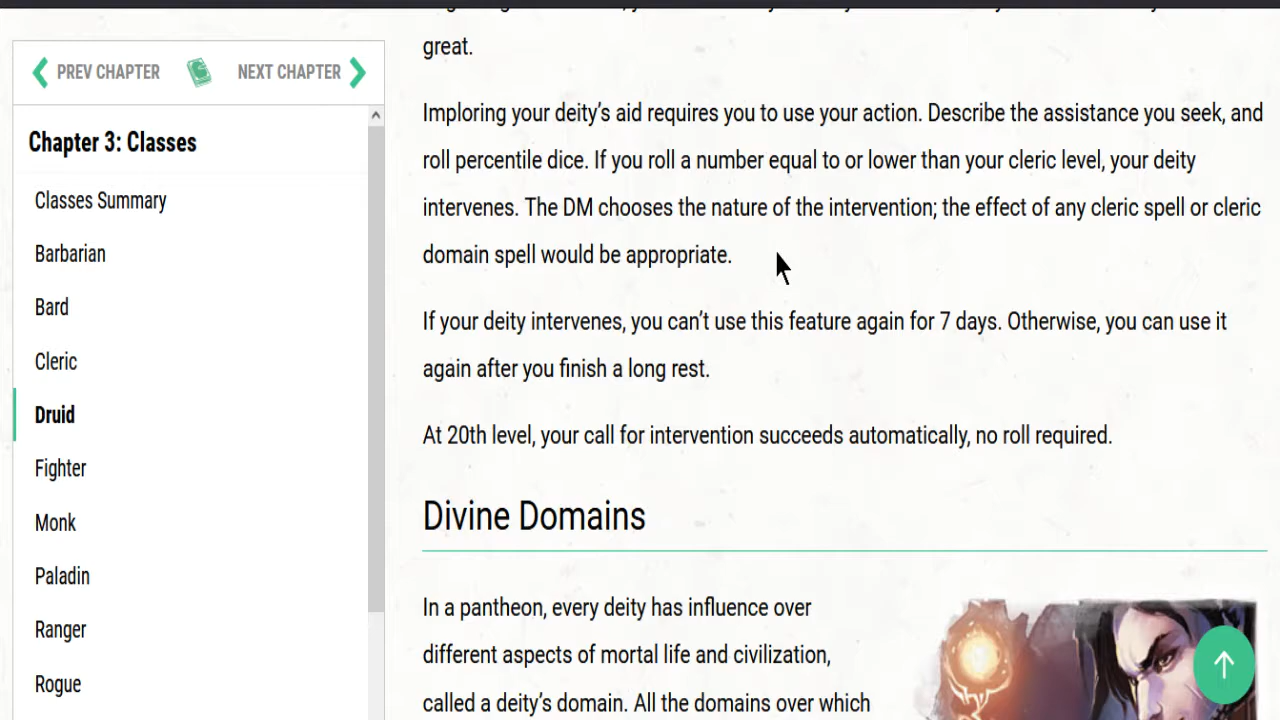 PREV CHAPTER NEXT CHAPTER
Chapter 3: Classes
Classes Summary
Barbarian
Bard
Cleric
Druid
Fighter
Monk
Paladin
Ranger
Rogue
great.
Imploring your deity’s aid requires you to use your action. Describe the assistance you seek, and
roll percentile dice. If you roll a number equal to or lower than your cleric level, your deity
intervenes. The DM chooses the nature of the intervention; the effect of any cleric spell or cleric
domain spell would be appropriate.
If your deity intervenes, you can’t use this feature again for 7 days. Otherwise, you can use it
again after you finish a long rest.
At 20th level, your call for intervention succeeds automatically, no roll required.
Divine Domains
In a pantheon, every deity has influence over
different aspects of mortal life and civilization,
called a deity’s domain. All the domains over which